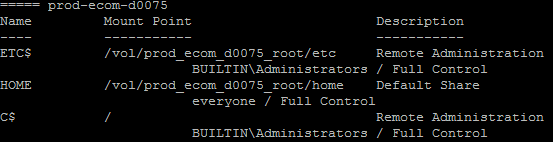 ===== prod-ecom-d0075
Name Mount Point Description
---- ----------- -----------
ETC$ /vol/prod_ecom_d0075_root/etc Remote Administration
BUILTIN\Administrators / Full Control
HOME /vol/prod_ecom_d0075_root/home Default Share
everyone / Full Control
C$ / Remote Administration
BUILTIN\Administrators / Full Control